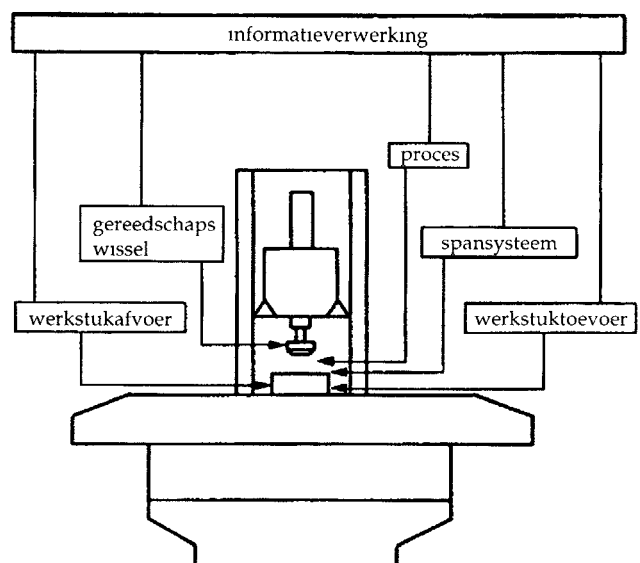 informatieverwerking
proces
gereedschaps
wissel
spansysteem
werkstukafvoer
werkstuktoevoer